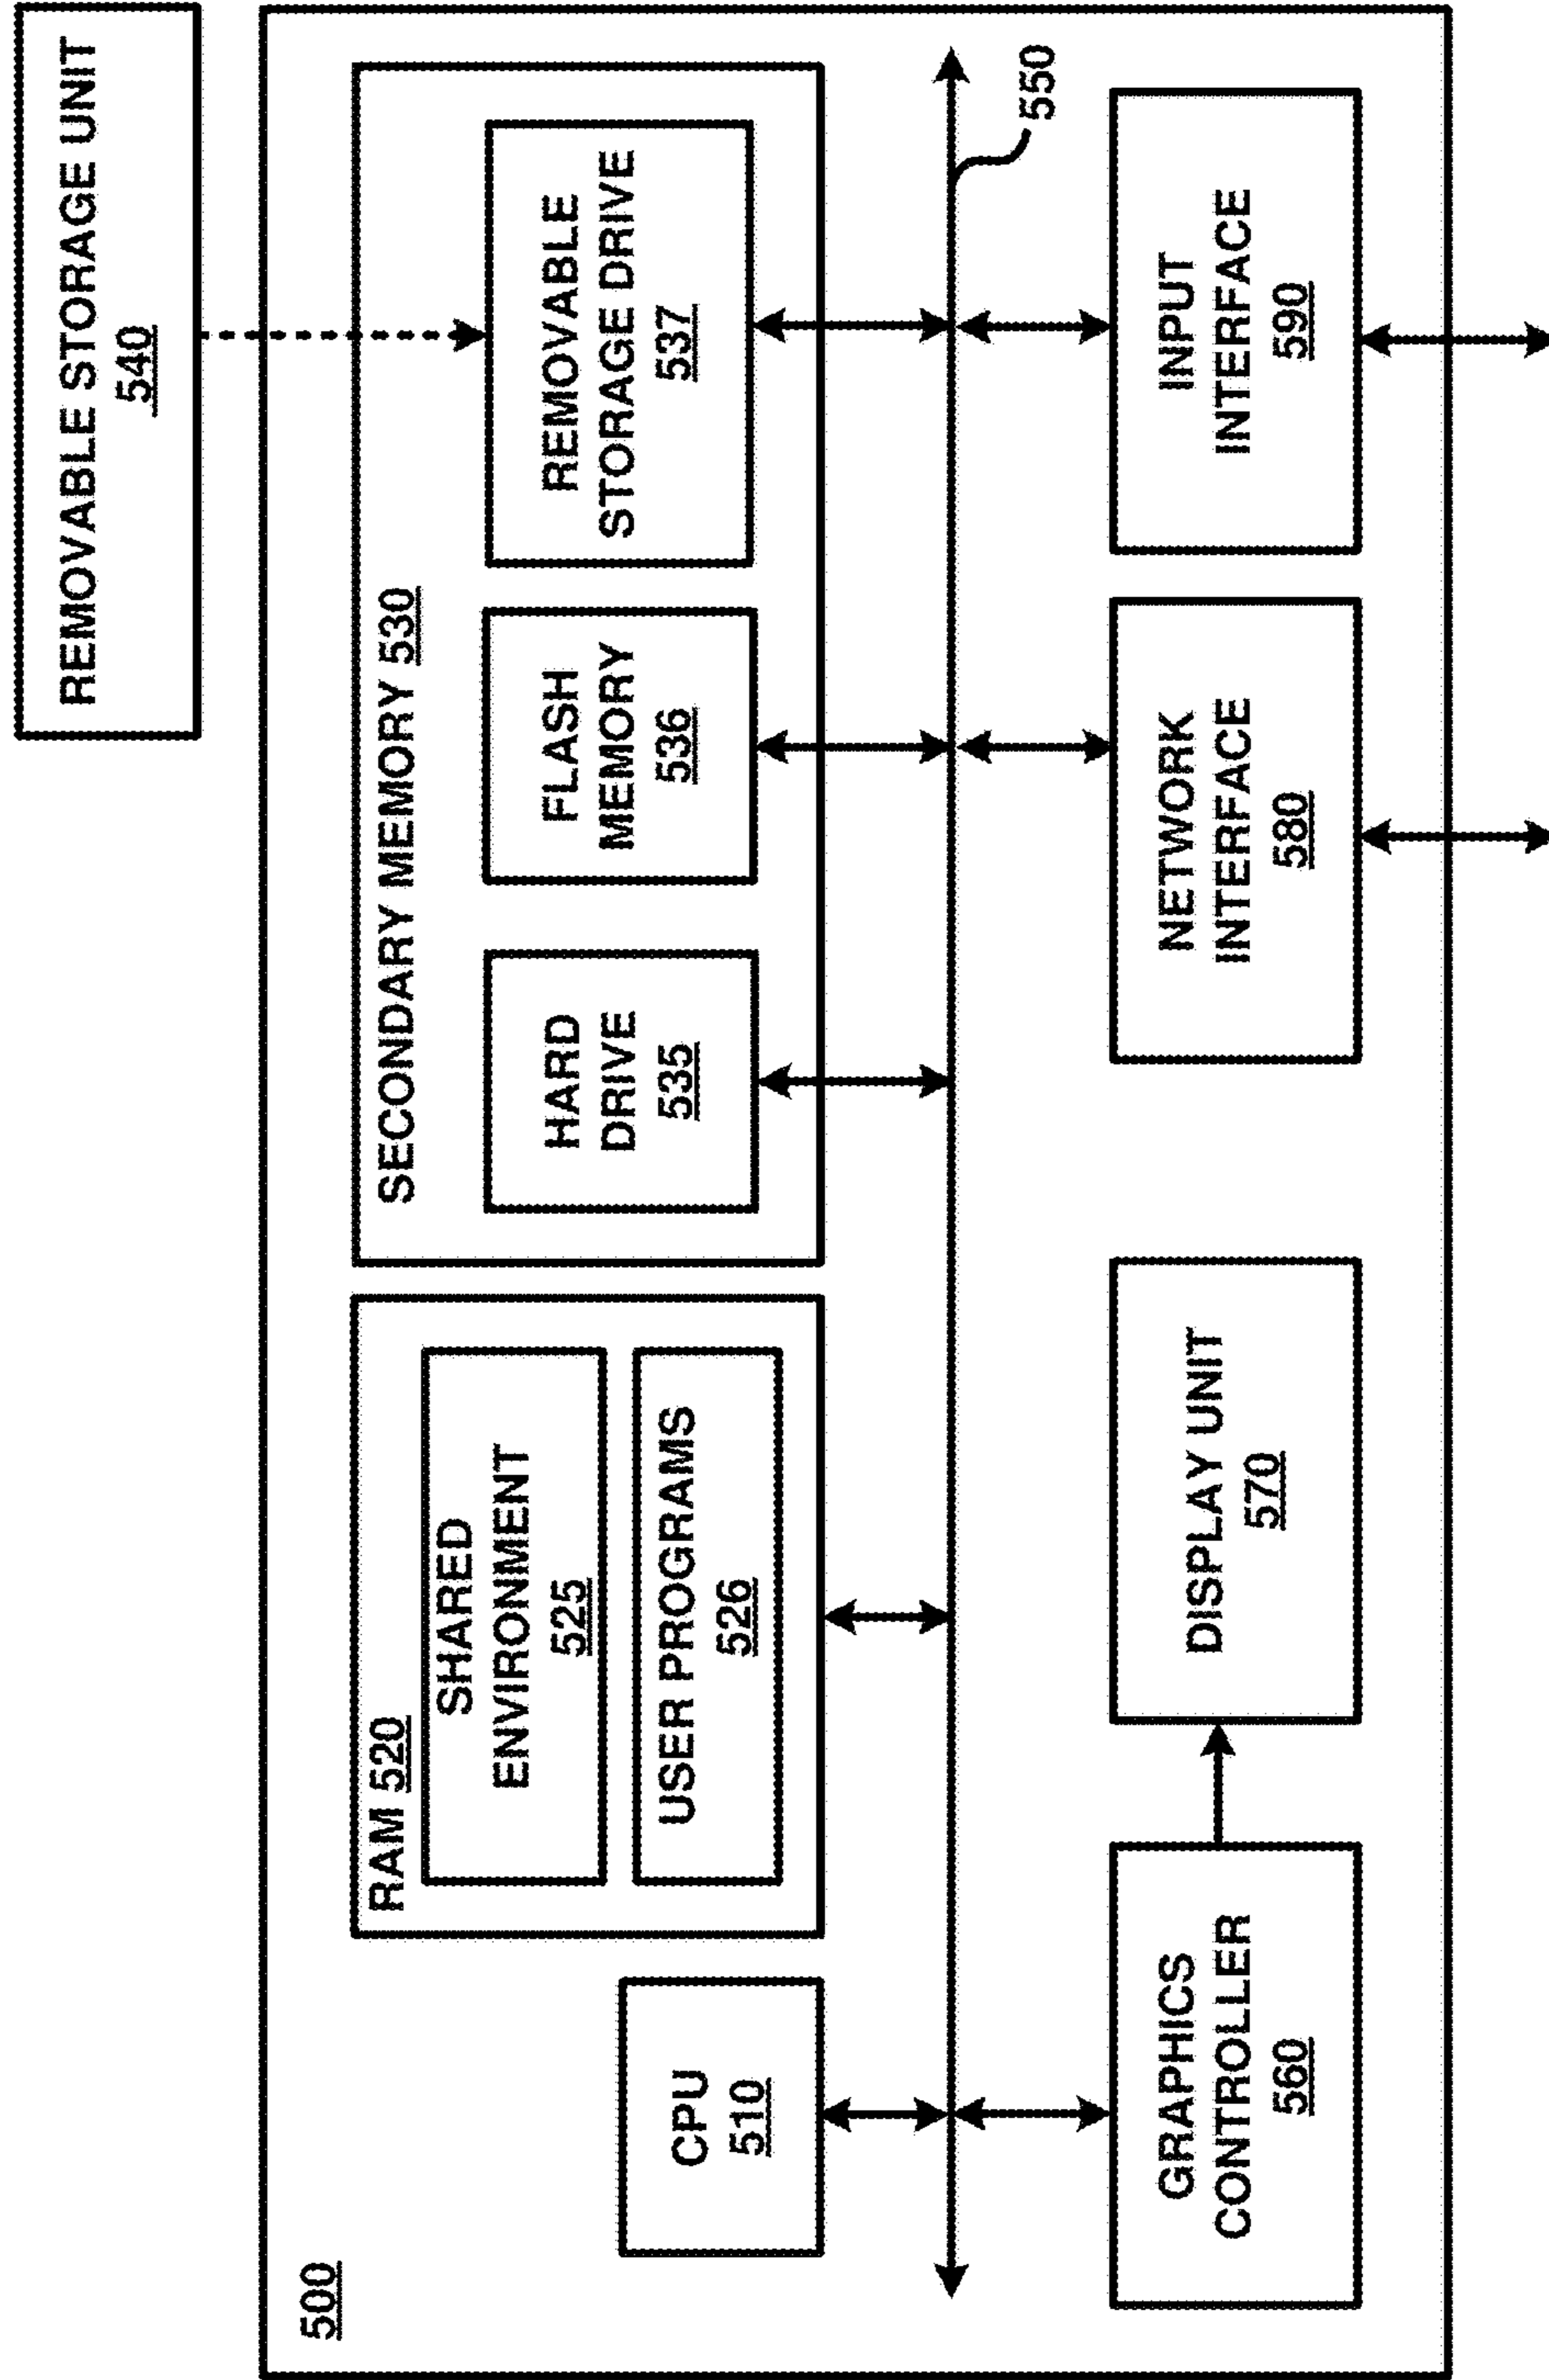 REMOVABLE STORAGE UNIT
540
500
RAM 520
SHARED
ENVIRONMENT
525
USER PROGRAMS
526
SECONDARY MEMORY 530
HARD
DRIVE
535
FLASH
MEMORY
536
REMOVABLE
STORAGE DRIVE
537
CPU
510
550
GRAPHICS
CONTROLLER
560
DISPLAY UNIT
570
NETWORK
INTERFACE
580
INPUT
INTERFACE
590